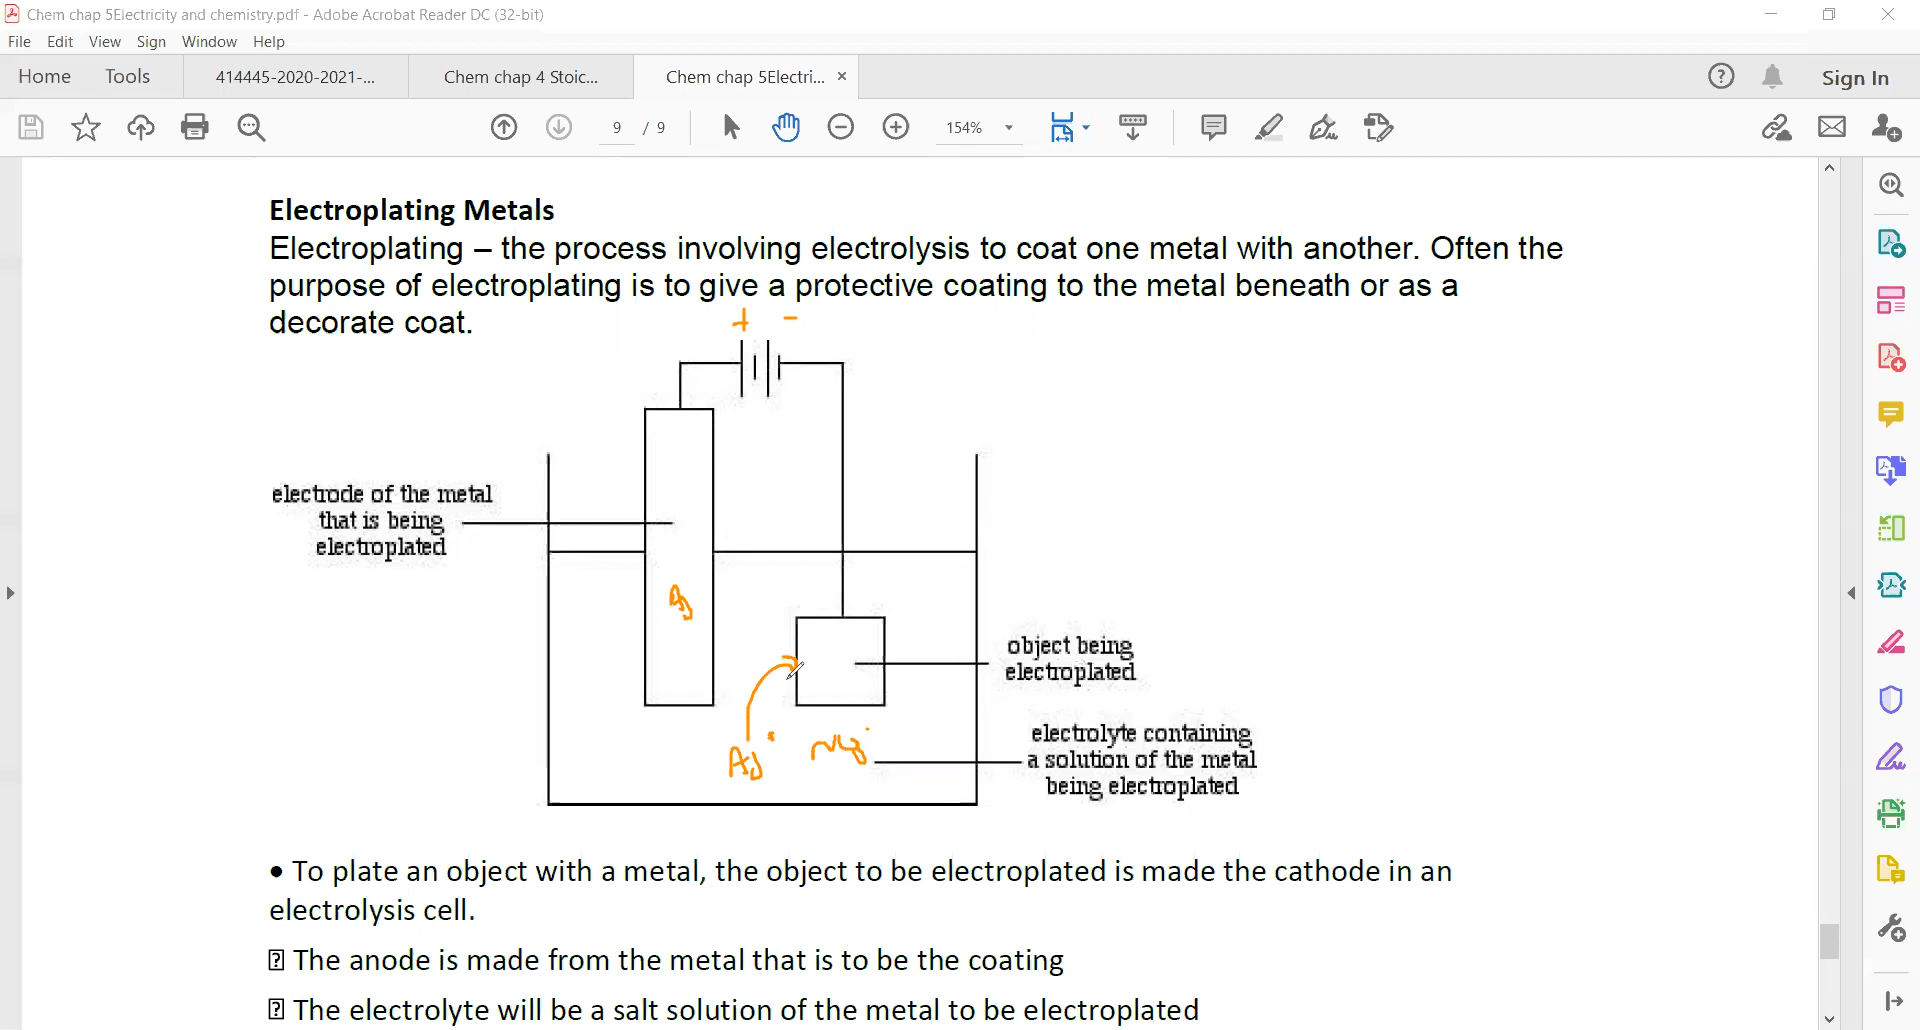 Chem chap 5Electricity and chemistry.pdf - Adobe Acrobat Reader DC (32-bit)
File Edit View Sign Window Help
Home Tools 414445-2020-2021-... Chem chap 4 Stoic... Chem chap 5Electri... × Sign In
9 / 9 154%
Electroplating Metals
Electroplating – the process involving electrolysis to coat one metal with another. Often the
purpose of electroplating is to give a protective coating to the metal beneath or as a
decorate coat.
+ -
electrode of the metal
that is being
electroplated
Ag
object being
electroplated
Ag+
electrolyte containing
a solution of the metal
being electroplated
• To plate an object with a metal, the object to be electroplated is made the cathode in an
electrolysis cell.
The anode is made from the metal that is to be the coating
The electrolyte will be a salt solution of the metal to be electroplated